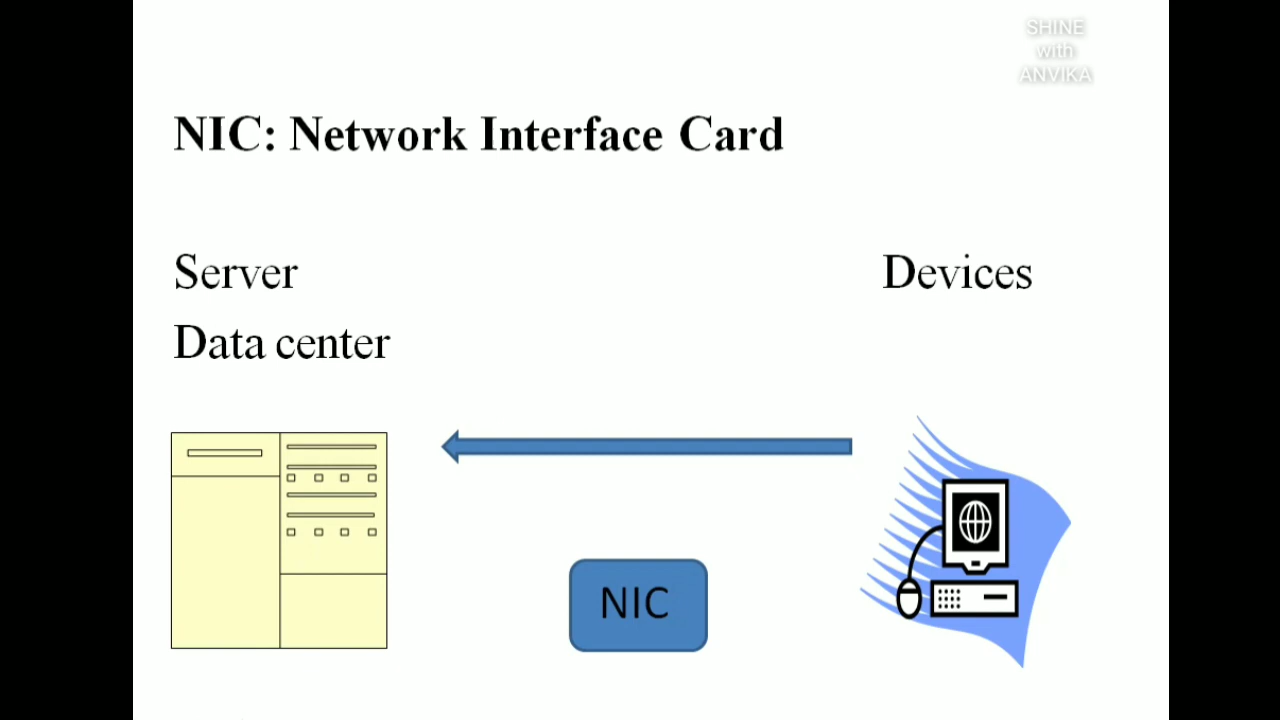 SHINE
with
ANVIKA
NIC: Network Interface Card
Server
Devices
Data center
NIC